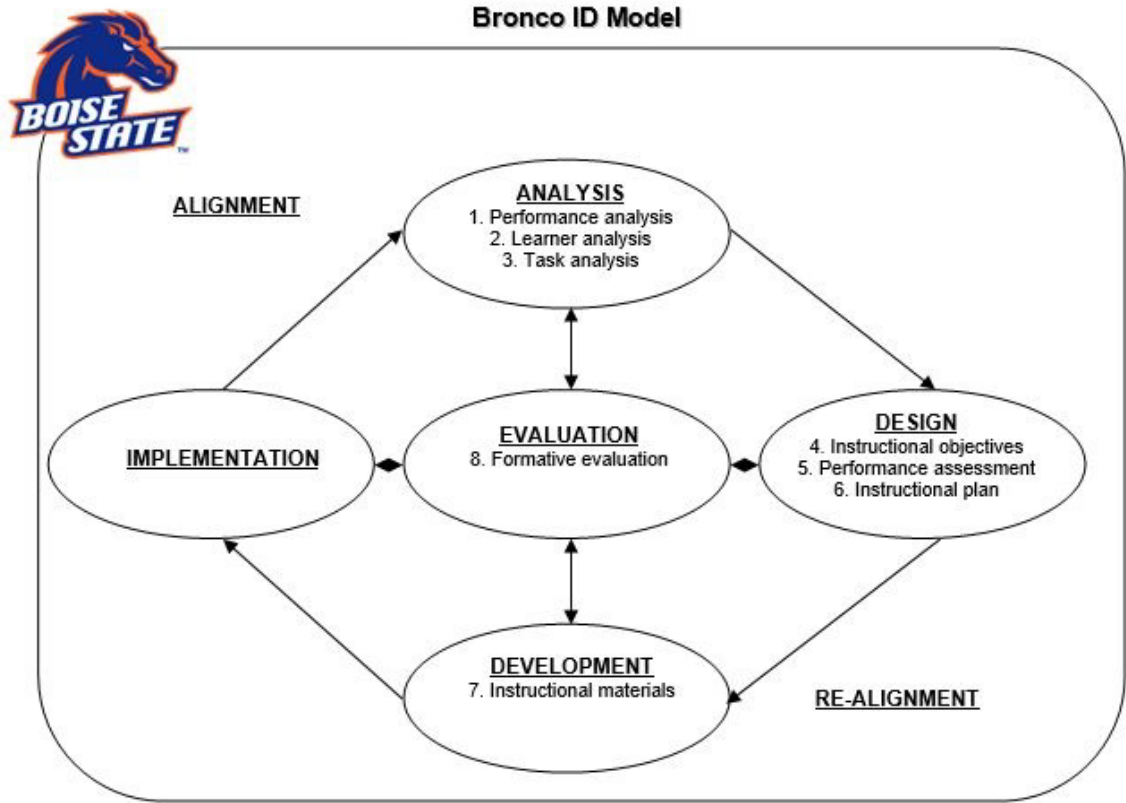 Bronco ID Model
BOISE
STATE
TM
ALIGNMENT
ANALYSIS
1. Performance analysis
2. Learner analysis
3. Task analysis
IMPLEMENTATION
EVALUATION
8. Formative evaluation
DESIGN
4. Instructional objectives
5. Performance assessment
6. Instructional plan
DEVELOPMENT
7. Instructional materials
RE-ALIGNMENT